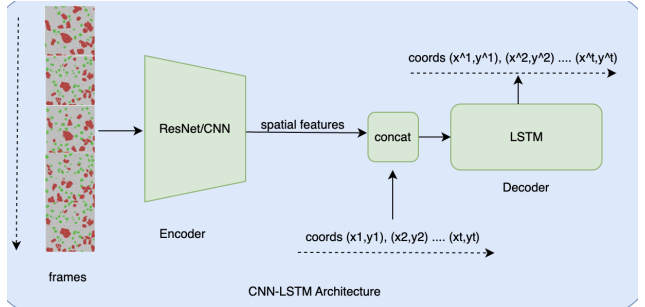 coords (x^1,y^1), (x^2,y^2) .... (x^t,y^t)
ResNet/CNN
spatial features
concat
LSTM
Decoder
Encoder
coords (x1,y1), (x2,y2) .... (xt,yt)
frames
CNN-LSTM Architecture